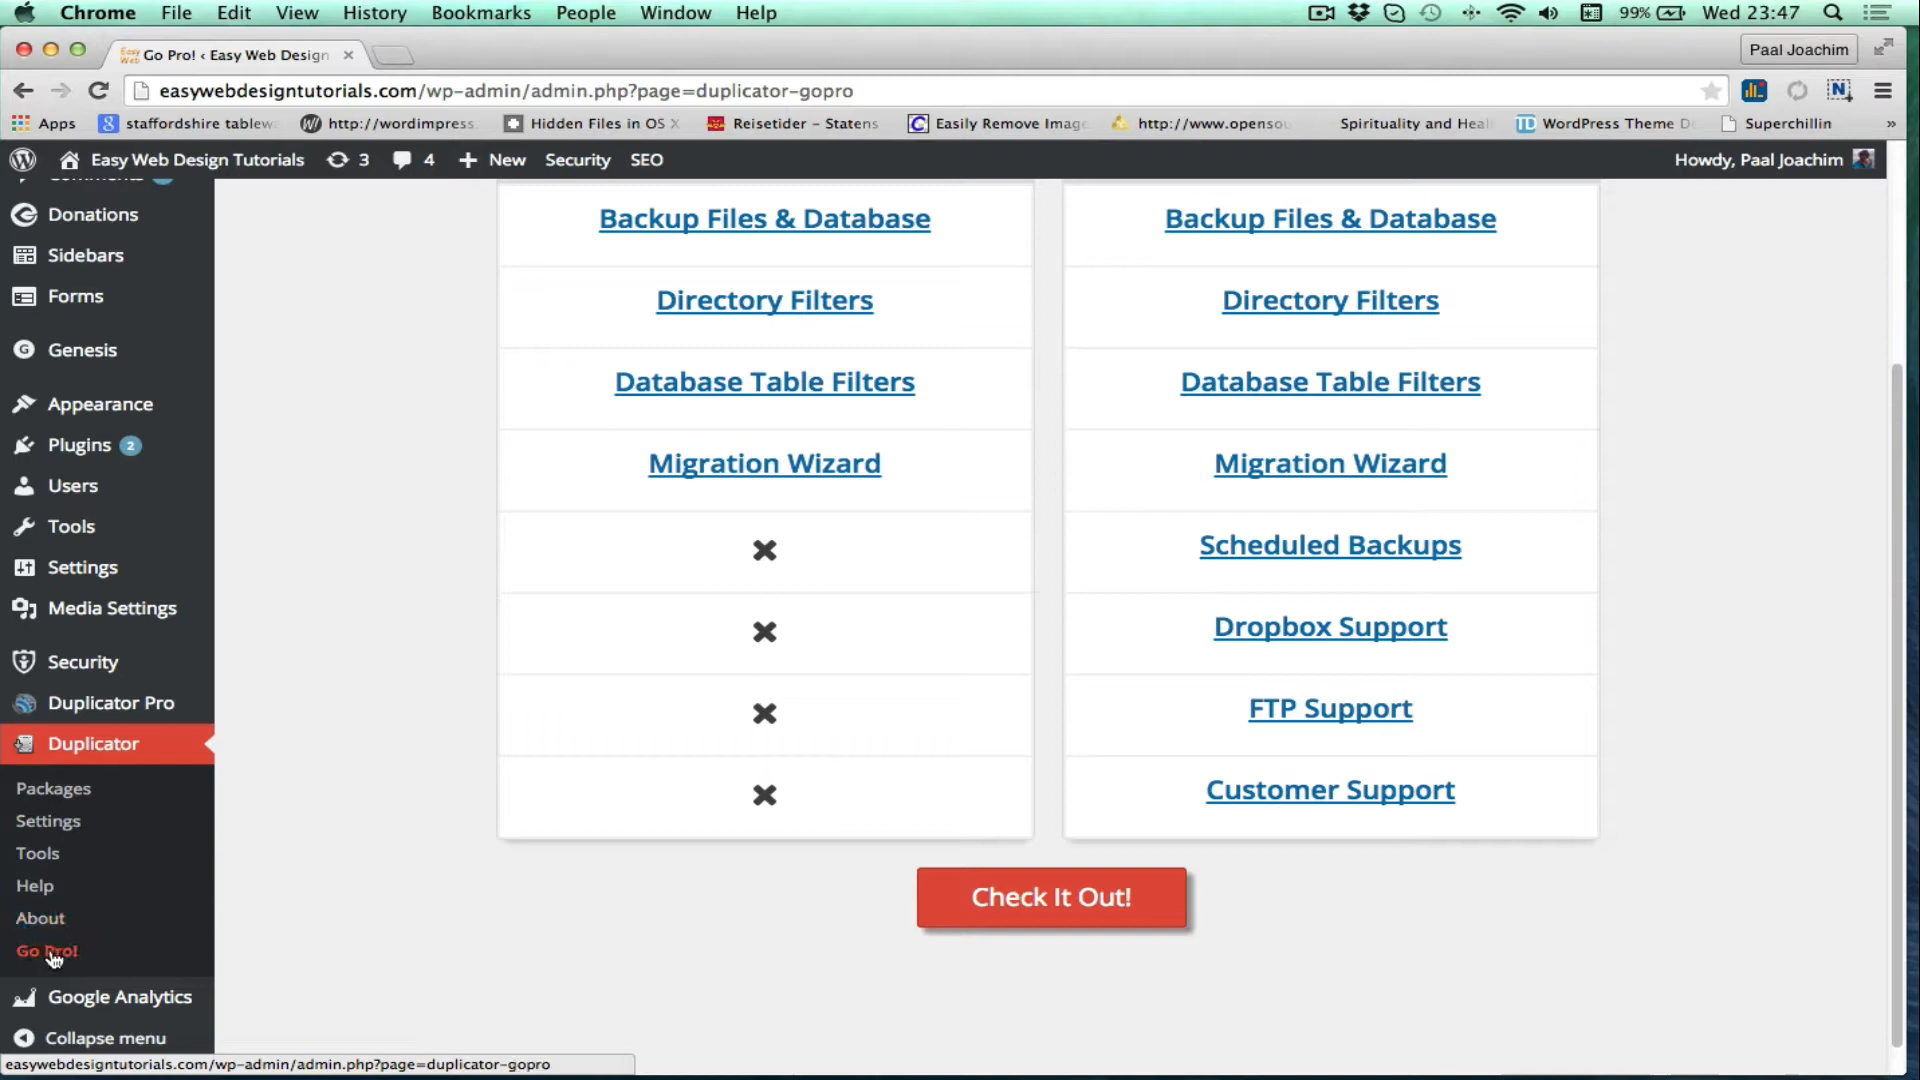 Chrome File Edit View History Bookmarks People Window Help 99% Wed 23:47
Go Pro! ‹ Easy Web Design Paal Joachim
easywebdesigntutorials.com/wp-admin/admin.php?page=duplicator-gopro
Apps staffordshire tablew http://wordimpress. Hidden Files in OS X Reisetider – Statens Easily Remove Image http://www.opensou Spirituality and Heal WordPress Theme D Superchillin »
Easy Web Design Tutorials 3 4 New Security SEO Howdy, Paal Joachim
Comments
Donations
Sidebars
Forms
Genesis
Appearance
Plugins 2
Users
Tools
Settings
Media Settings
Security
Duplicator Pro
Duplicator
Packages
Settings
Tools
Help
About
Go Pro!
Google Analytics
Collapse menu
Backup Files & Database Backup Files & Database
Directory Filters Directory Filters
Database Table Filters Database Table Filters
Migration Wizard Migration Wizard
Scheduled Backups
Dropbox Support
FTP Support
Customer Support
Check It Out!
easywebdesigntutorials.com/wp-admin/admin.php?page=duplicator-gopro